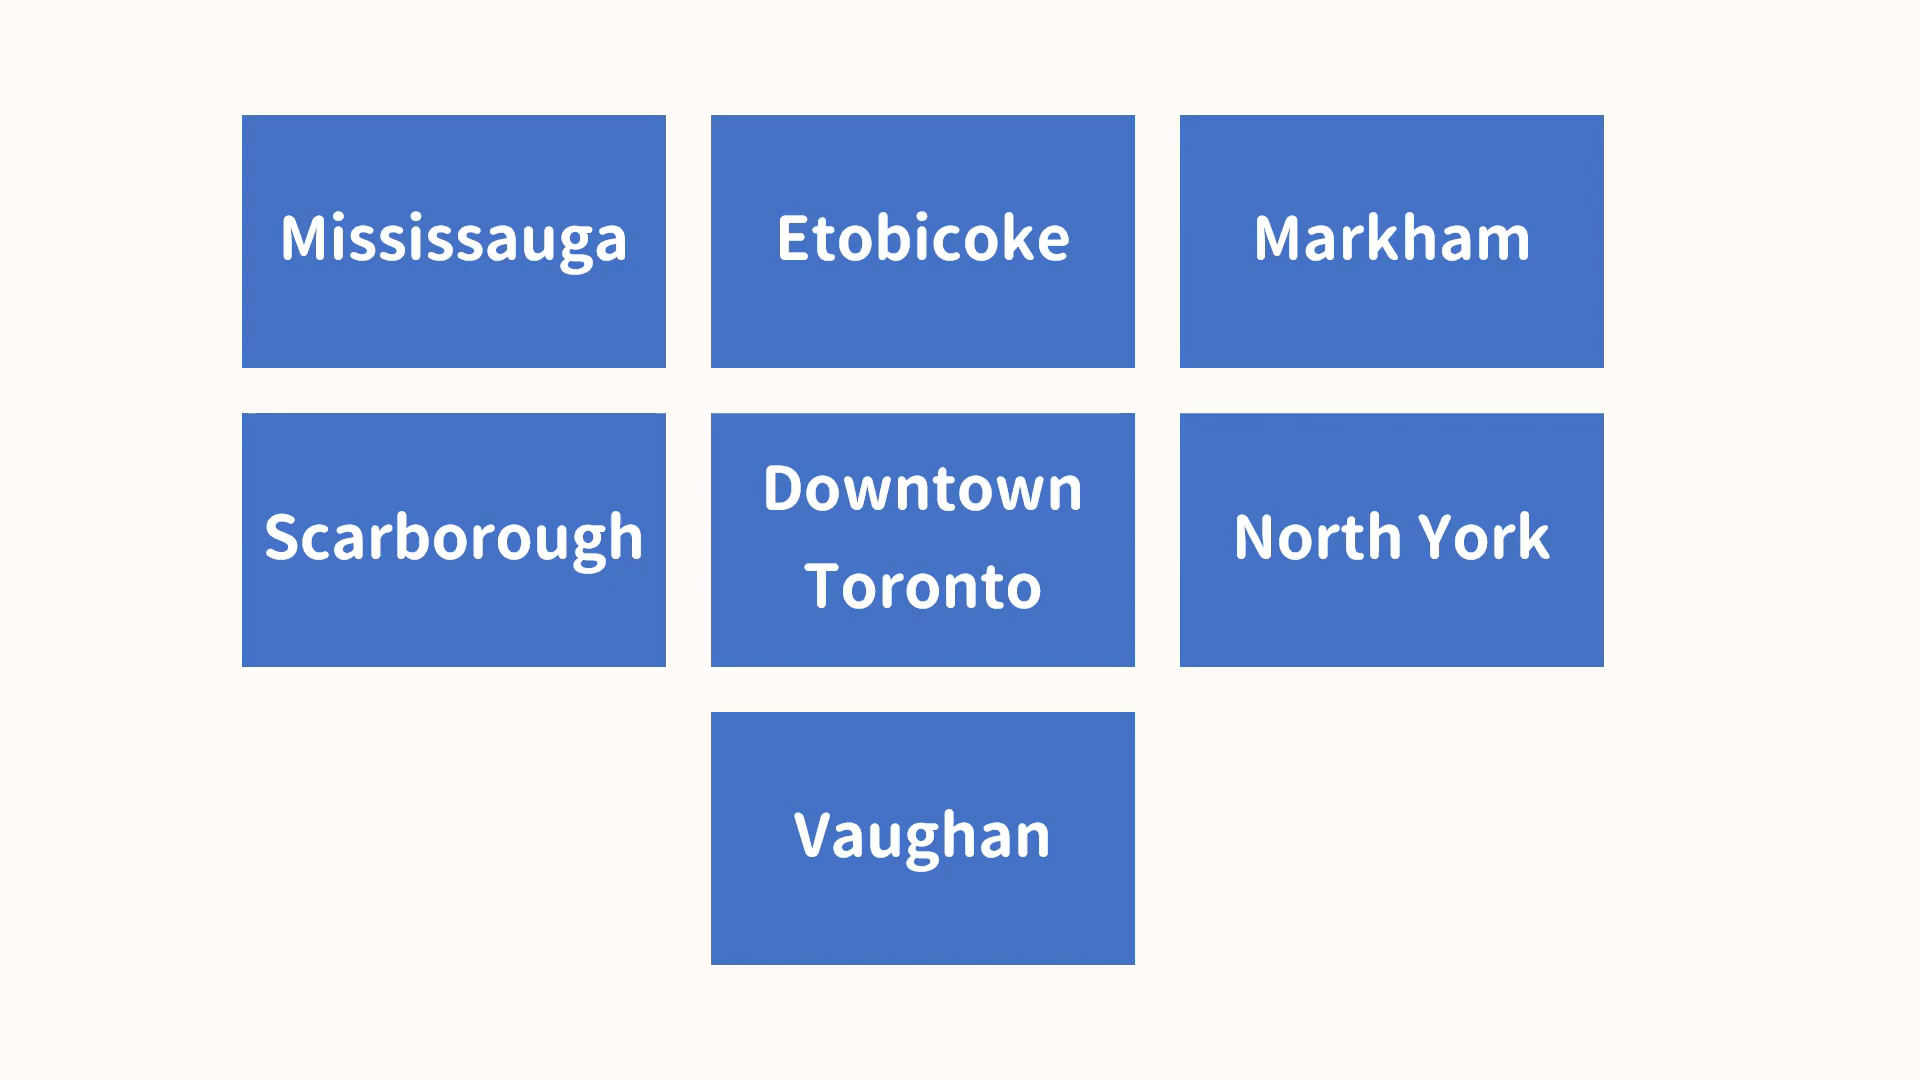 Mississauga
Etobicoke
Markham
Scarborough
Downtown
Toronto
North York
Vaughan